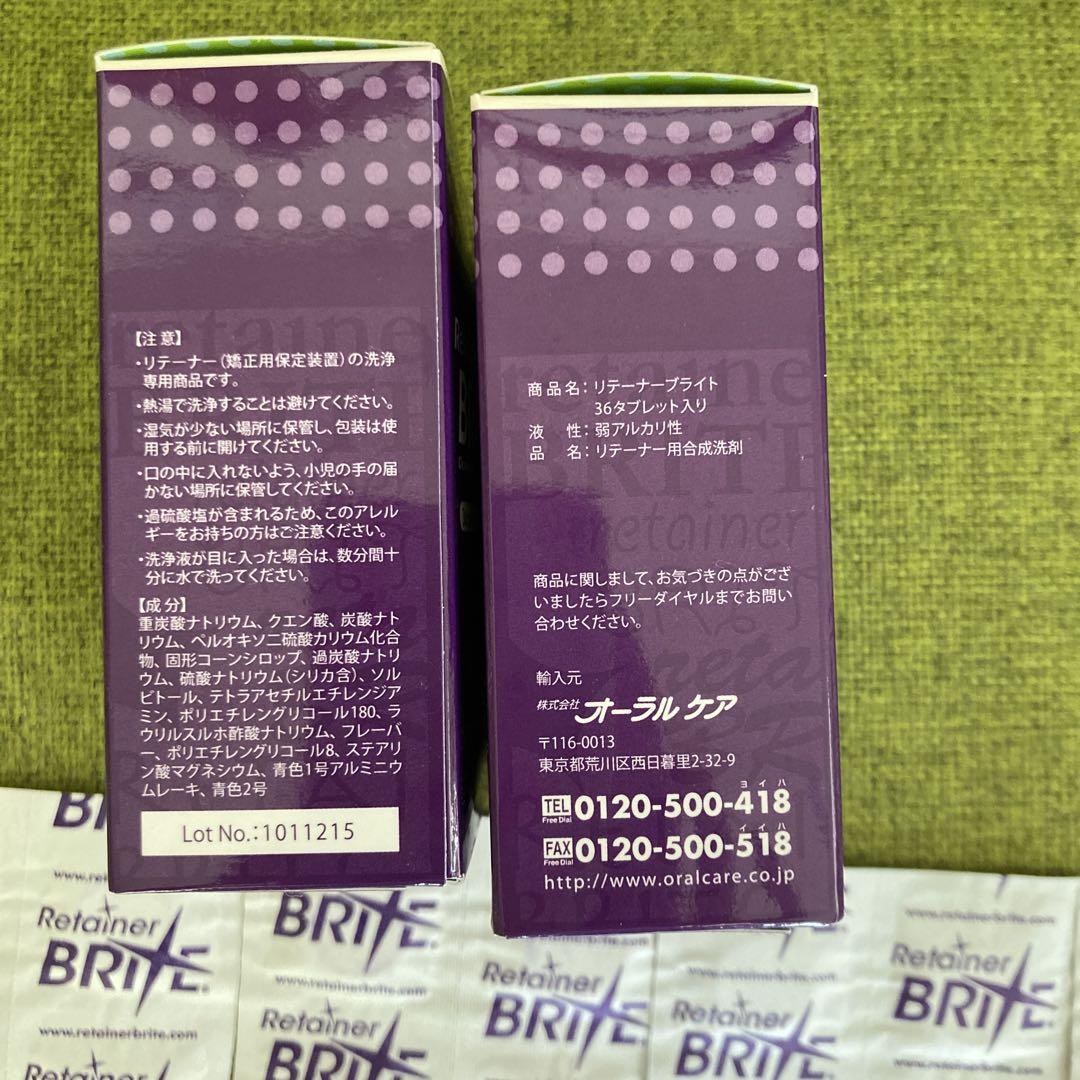 【注意】
・リテーナー（矯正用保定装置）の洗浄
専用商品です。
・熱湯で洗浄することは避けてください。
・湿気が少ない場所に保管し、包装は使
用する前に開けてください。
・口の中に入れないよう、小児の手の届
かない場所に保管してください。
・過硫酸塩が含まれるため、このアレル
ギーをお持ちの方はご注意ください。
・洗浄液が目に入った場合は、数分間十
分に水で洗ってください。
【成分】
重炭酸ナトリウム、クエン酸、炭酸ナト
リウム、ペルオキソ二硫酸カリウム化合
物、固形コーンシロップ、過炭酸ナトリ
ウム、硫酸ナトリウム(シリカ含)、ソル
ビトール、テトラアセチルエチレンジア
ミン、ポリエチレングリコール180、ラ
ウリルスルホ酢酸ナトリウム、フレーバ
ー、ポリエチレングリコール8、ステアリ
ン酸マグネシウム、青色1号アルミニウ
ムレーキ、青色2号
Lot No.:1011215
retaine
BRITE
商品名：リテーナーブライト
36タブレット入り
液　性：弱アルカリ性
品　名：リテーナー用合成洗剤
retainer
商品に関しまして、お気づきの点がござ
いましたらフリーダイヤルまでお問い
合わせください。
輸入元
株式会社 オーラルケア
〒116-0013
東京都荒川区西日暮里2-32-9
ヨイハ
TEL Free Dial 0120-500-418
イイハ
FAX Free Dial 0120-500-518
http://www.oralcare.co.jp
Retainer
BRITE
www.retainerbrite.com
BRITE
www.retainerbrite.com
Retainer
Retainer
BRITE
www.retainerbrite.com
Retainer
BRITE
www.retainerbrite.com
Retainer
BRITE